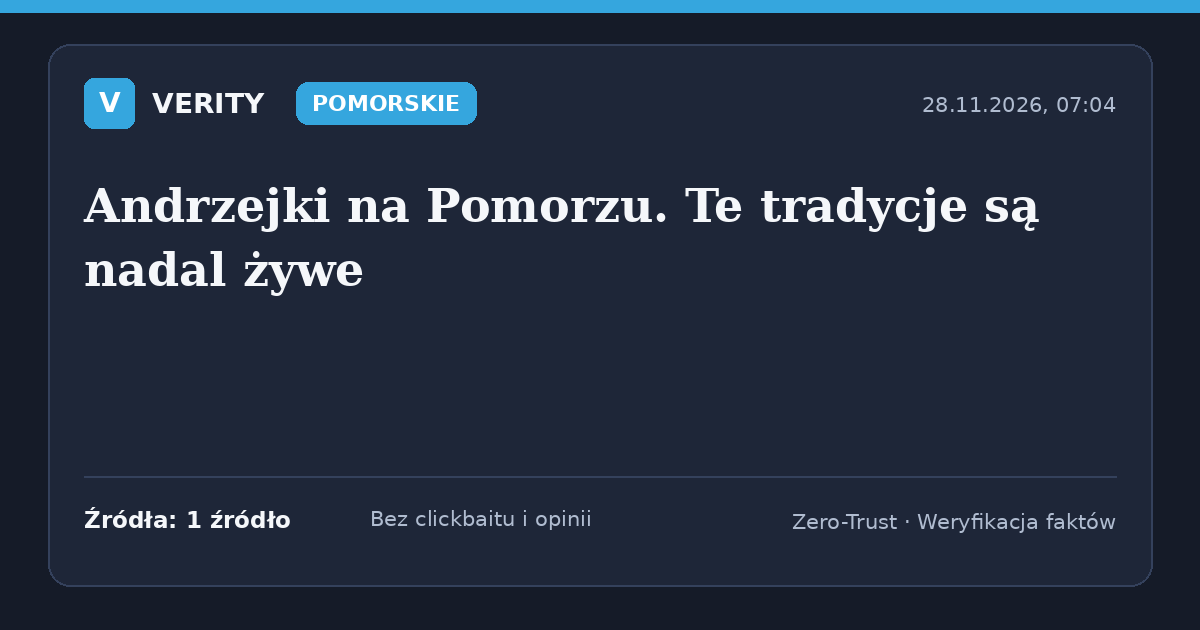 V VERITY POMORSKIE 28.11.2026, 07:04
Andrzejki na Pomorzu. Te tradycje są
nadal żywe
Źródła: 1 źródło Bez clickbaitu i opinii Zero-Trust · Weryfikacja faktów